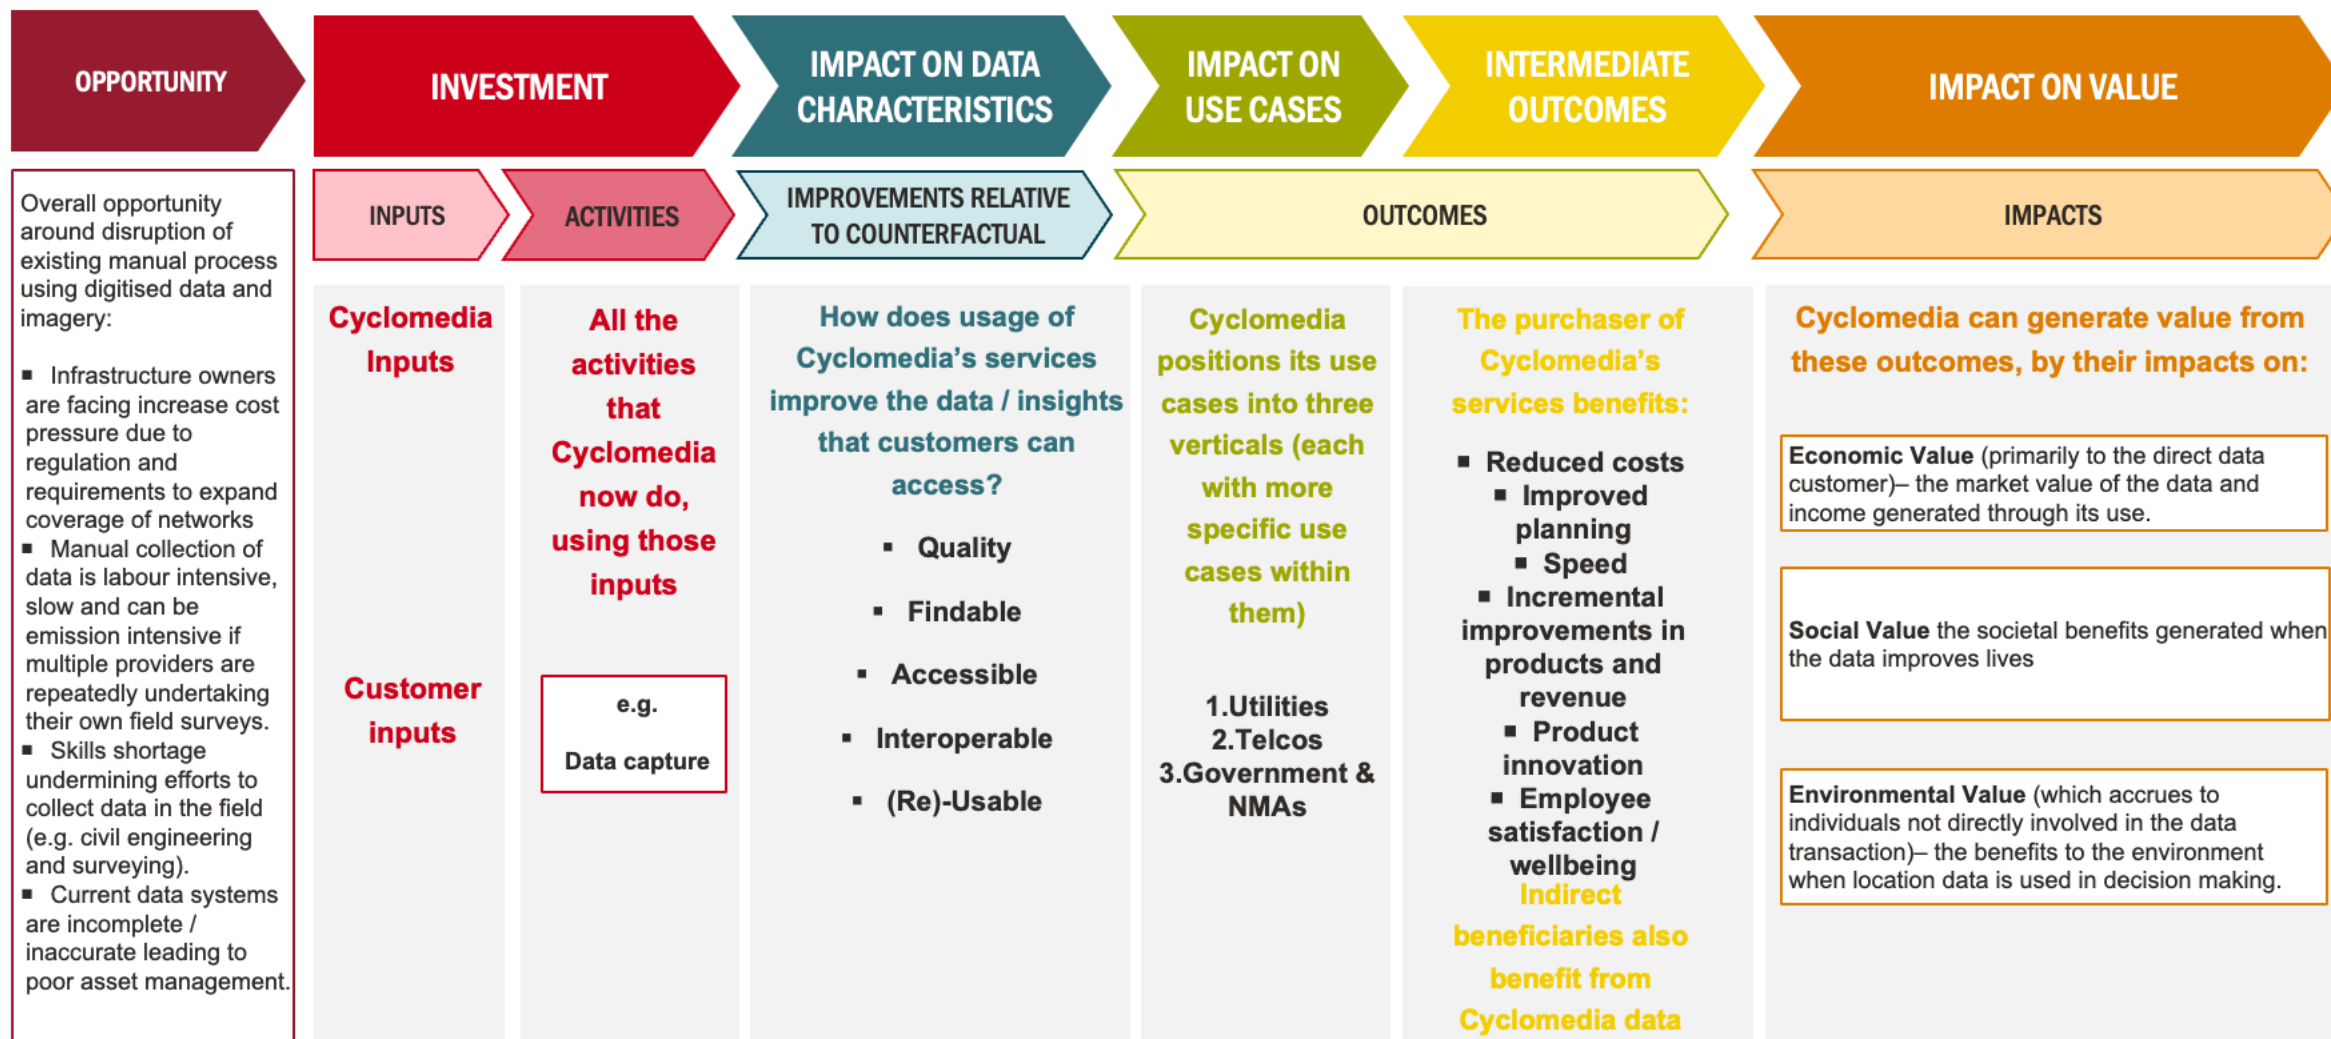 OPPORTUNITY
INVESTMENT
IMPACT ON DATA
CHARACTERISTICS
IMPACT ON
USE CASES
INTERMEDIATE
OUTCOMES
IMPACT ON VALUE
INPUTS
ACTIVITIES
IMPROVEMENTS RELATIVE
TO COUNTERFACTUAL
OUTCOMES
IMPACTS
Overall opportunity
around disruption of
existing manual process
using digitised data and
imagery:
▪ Infrastructure owners
are facing increase cost
pressure due to
regulation and
requirements to expand
coverage of networks
▪ Manual collection of
data is labour intensive,
slow and can be
emission intensive if
multiple providers are
repeatedly undertaking
their own field surveys.
▪ Skills shortage
undermining efforts to
collect data in the field
(e.g. civil engineering
and surveying).
▪ Current data systems
are incomplete /
inaccurate leading to
poor asset management.
Cyclomedia
Inputs
Customer
inputs
All the
activities
that
Cyclomedia
now do,
using those
inputs
e.g.
Data capture
How does usage of
Cyclomedia's services
improve the data / insights
that customers can
access?
▪ Quality
▪ Findable
▪ Accessible
▪ Interoperable
▪ (Re)-Usable
Cyclomedia
positions its use
cases into three
verticals (each
with more
specific use
cases within
them)
1.Utilities
2.Telcos
3.Government &
NMAs
The purchaser of
Cyclomedia's
services benefits:
▪ Reduced costs
▪ Improved
planning
▪ Speed
▪ Incremental
improvements in
products and
revenue
▪ Product
innovation
▪ Employee
satisfaction /
wellbeing
Indirect
beneficiaries also
benefit from
Cyclomedia data
Cyclomedia can generate value from
these outcomes, by their impacts on:
Economic Value (primarily to the direct data
customer)– the market value of the data and
income generated through its use.
Social Value the societal benefits generated when
the data improves lives
Environmental Value (which accrues to
individuals not directly involved in the data
transaction)– the benefits to the environment
when location data is used in decision making.